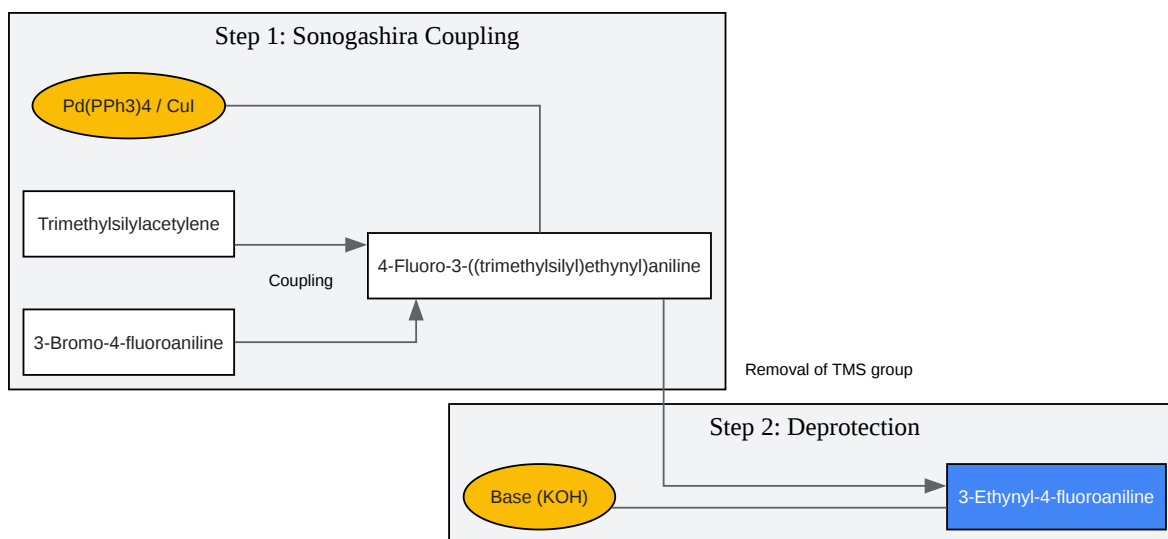 Step 1: Sonogashira Coupling
Pd(PPh3)4 / CuI
Trimethylsilylacetylene
4-Fluoro-3-((trimethylsilyl)ethynyl)aniline
Coupling
3-Bromo-4-fluoroaniline
Removal of TMS group
Step 2: Deprotection
Base (KOH)
3-Ethynyl-4-fluoroaniline